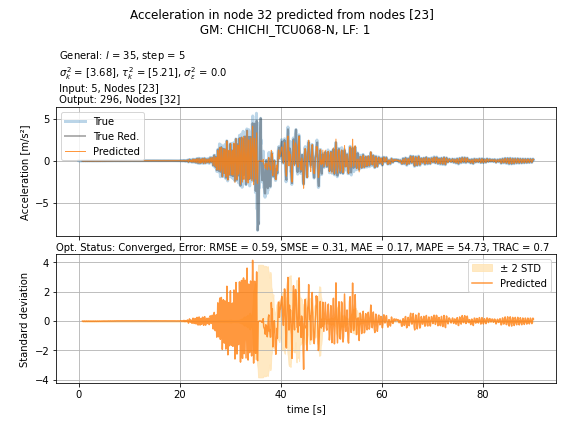 Acceleration in node 32 predicted from nodes [23]
GM: CHICHI_TCU068-N, LF: 1
General: l = 35, step = 5
σ²ₖ = [3.68], τ²ₖ = [5.21], σ²_ε = 0.0
Input: 5, Nodes [23]
Output: 296, Nodes [32]
True
True Red.
Predicted
Acceleration [m/s²]
5
0
−5
Opt. Status: Converged, Error: RMSE = 0.59, SMSE = 0.31, MAE = 0.17, MAPE = 54.73, TRAC = 0.7
± 2 STD
Predicted
Standard deviation
4
2
0
−2
−4
0 20 40 60 80
time [s]